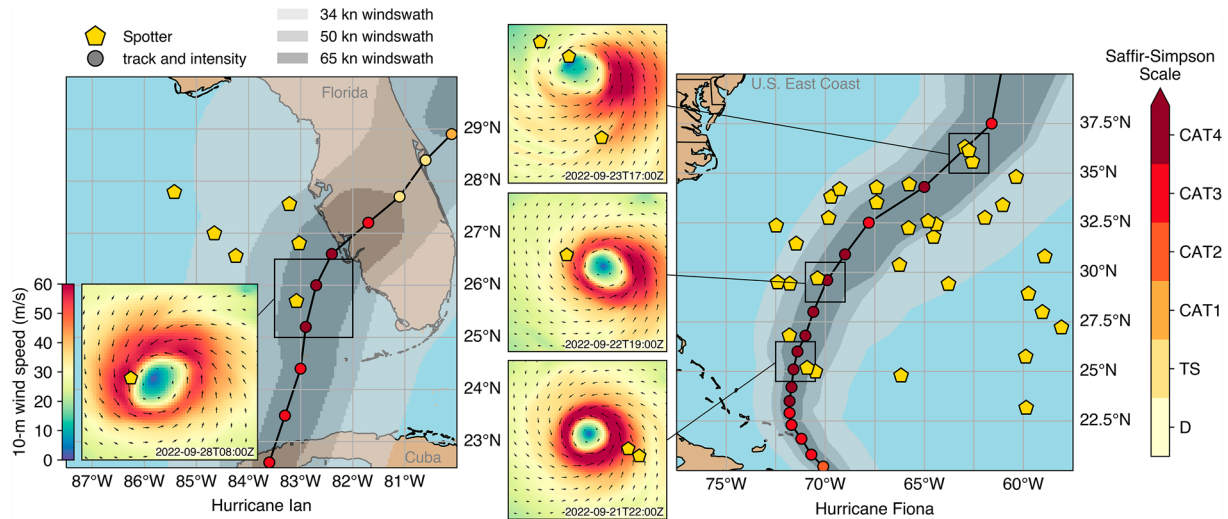 34 kn windswath
50 kn windswath
65 kn windswath
Spotter
track and intensity
Florida
29°N
28°N
27°N
26°N
25°N
24°N
23°N
60
50
40
30
20
10
0
10-m wind speed (m/s)
2022-09-28T08:00Z
Cuba
87°W
86°W
85°W
84°W
83°W
82°W
81°W
Hurricane Ian
2022-09-23T17:00Z
2022-09-22T19:00Z
2022-09-21T22:00Z
U.S. East Coast
37.5°N
35°N
32.5°N
30°N
27.5°N
25°N
22.5°N
75°W
70°W
65°W
60°W
Hurricane Fiona
Saffir-Simpson
Scale
CAT4
CAT3
CAT2
CAT1
TS
D